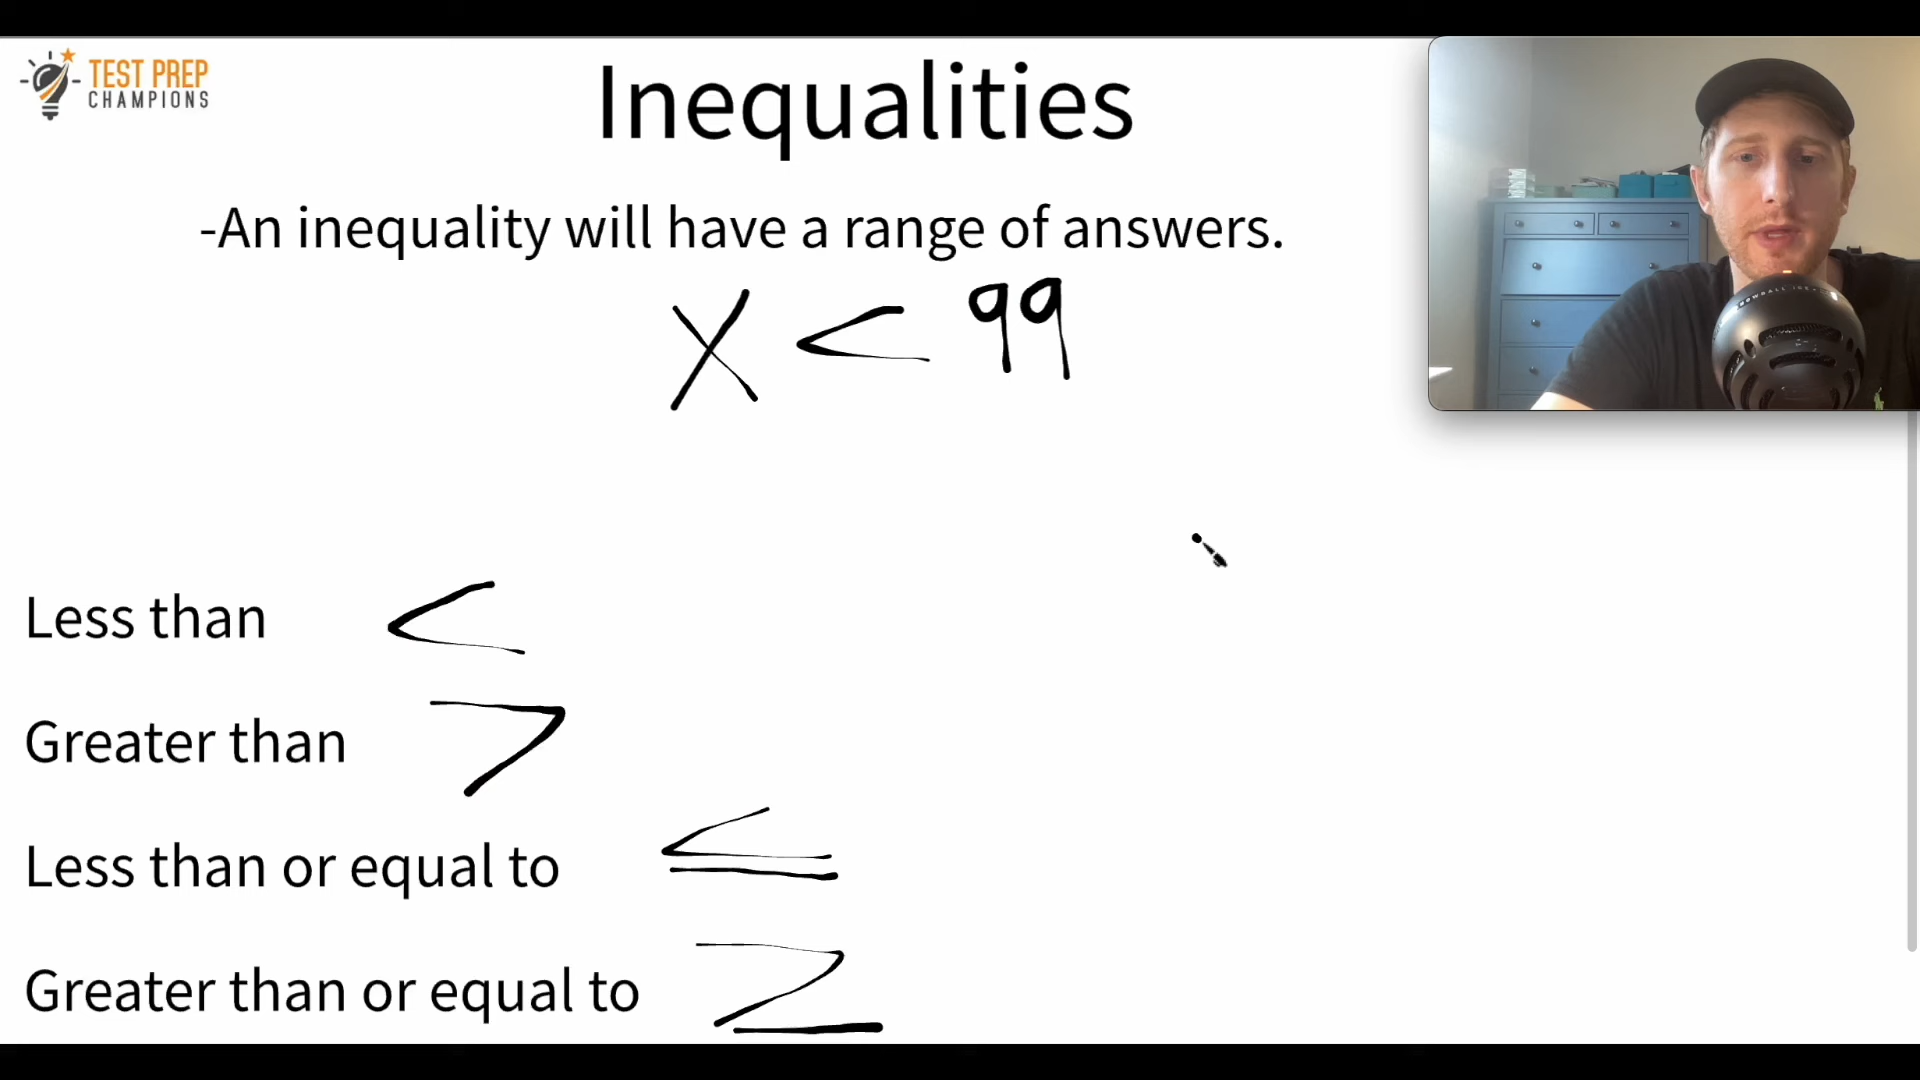 TEST PREP
CHAMPIONS
Inequalities
-An inequality will have a range of answers.
X < 99
Less than <
Greater than >
Less than or equal to ≤
Greater than or equal to ≥